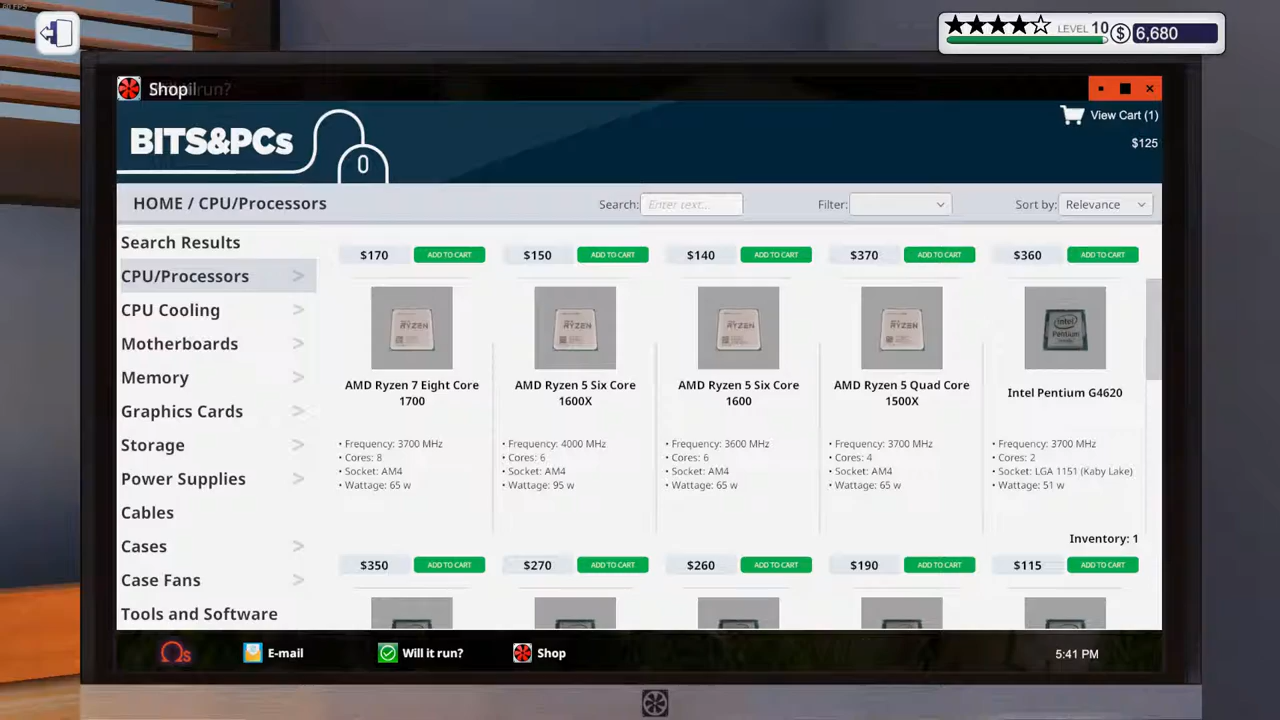 LEVEL 10 $ 6,680
Shop
View Cart (1)
BITS&PCs
$125
HOME / CPU/Processors
Search: Enter text...
Filter:
Sort by: Relevance
Search Results
CPU/Processors >
CPU Cooling >
Motherboards >
Memory >
Graphics Cards >
Storage >
Power Supplies >
Cables
Cases >
Case Fans >
Tools and Software
$170 ADD TO CART $150 ADD TO CART $140 ADD TO CART $370 ADD TO CART $360 ADD TO CART
RYZEN
AMD Ryzen 7 Eight Core
1700
• Frequency: 3700 MHz
• Cores: 8
• Socket: AM4
• Wattage: 65 w
$350 ADD TO CART
RYZEN
AMD Ryzen 5 Six Core
1600X
• Frequency: 4000 MHz
• Cores: 6
• Socket: AM4
• Wattage: 95 w
$270 ADD TO CART
RYZEN
AMD Ryzen 5 Six Core
1600
• Frequency: 3600 MHz
• Cores: 6
• Socket: AM4
• Wattage: 65 w
$260 ADD TO CART
RYZEN
AMD Ryzen 5 Quad Core
1500X
• Frequency: 3700 MHz
• Cores: 4
• Socket: AM4
• Wattage: 65 w
$190 ADD TO CART
intel
Pentium
Intel Pentium G4620
• Frequency: 3700 MHz
• Cores: 2
• Socket: LGA 1151 (Kaby Lake)
• Wattage: 51 w
Inventory: 1
$115 ADD TO CART
Ωs E-mail Will it run? Shop 5:41 PM